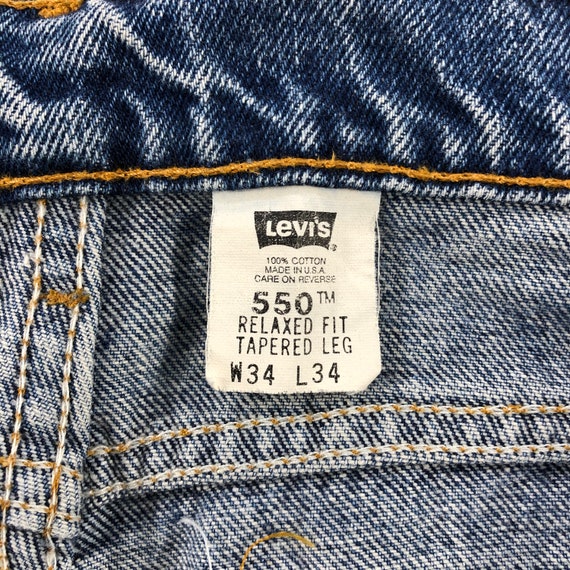 Levi's ®
100% COTTON
MADE IN U.S.A.
CARE ON REVERSE
550™
RELAXED FIT
TAPERED LEG
W34 L34